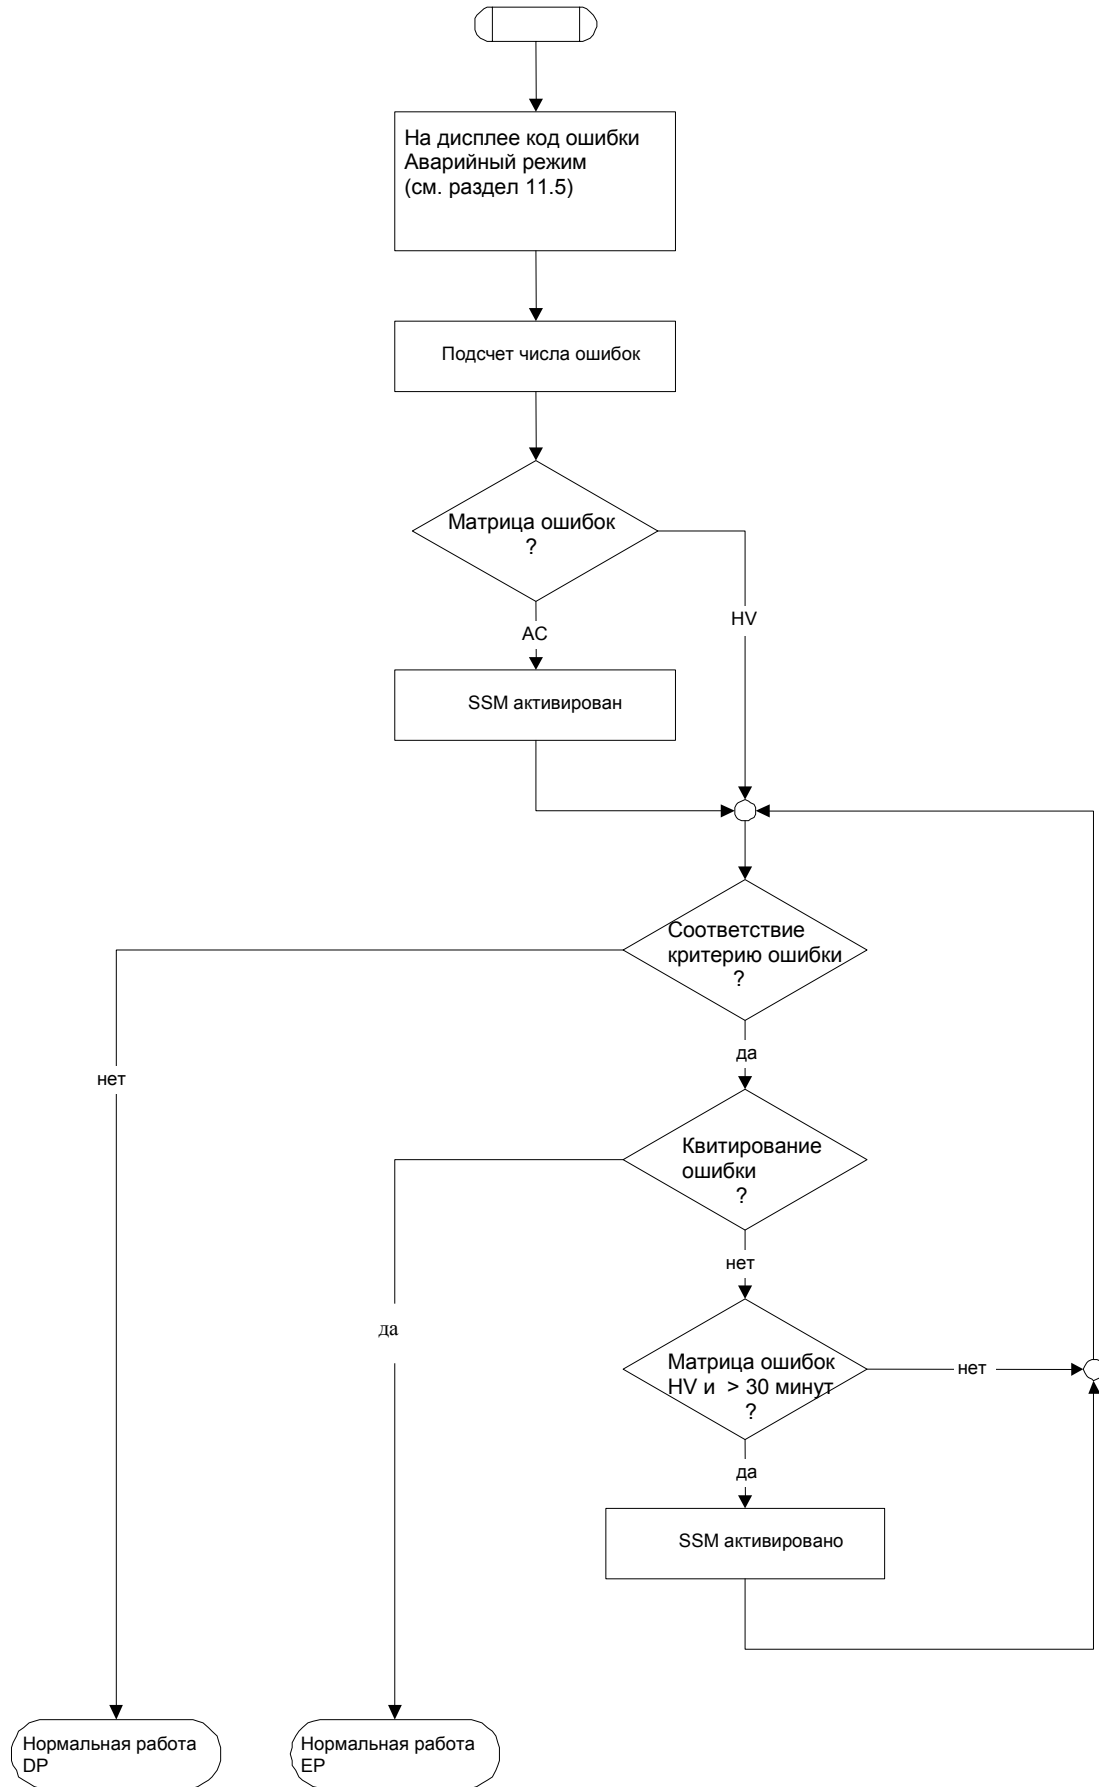 На дисплее код ошибки
Аварийный режим
(см. раздел 11.5)
Подсчет числа ошибок
Матрица ошибок
?
HV
AC
SSM активирован
Соответствие
критерию ошибки
?
да
нет
Квитирование
ошибки
?
нет
да
Матрица ошибок
HV и > 30 минут
?
нет
да
SSM активировано
Нормальная работа
DP
Нормальная работа
EP